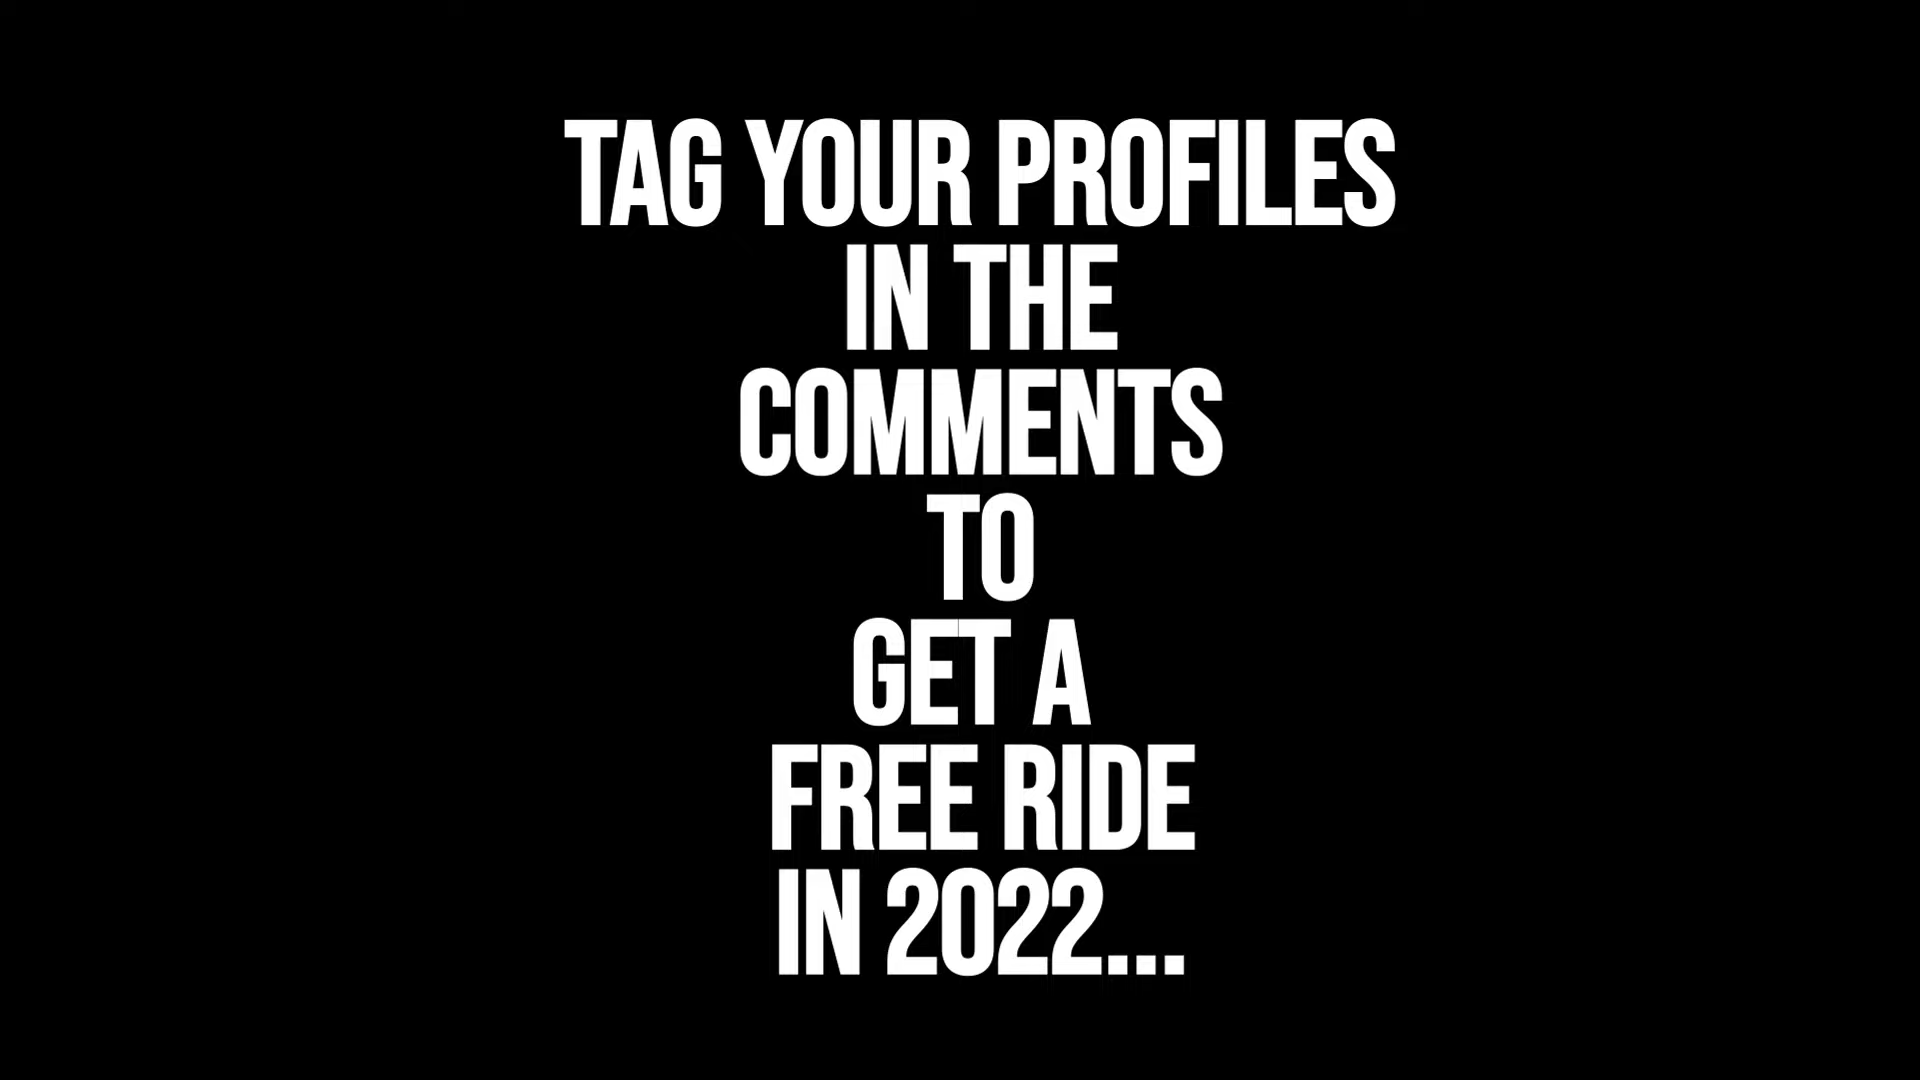 TAG YOUR PROFILES
IN THE
COMMENTS
TO
GET A
FREE RIDE
IN 2022...